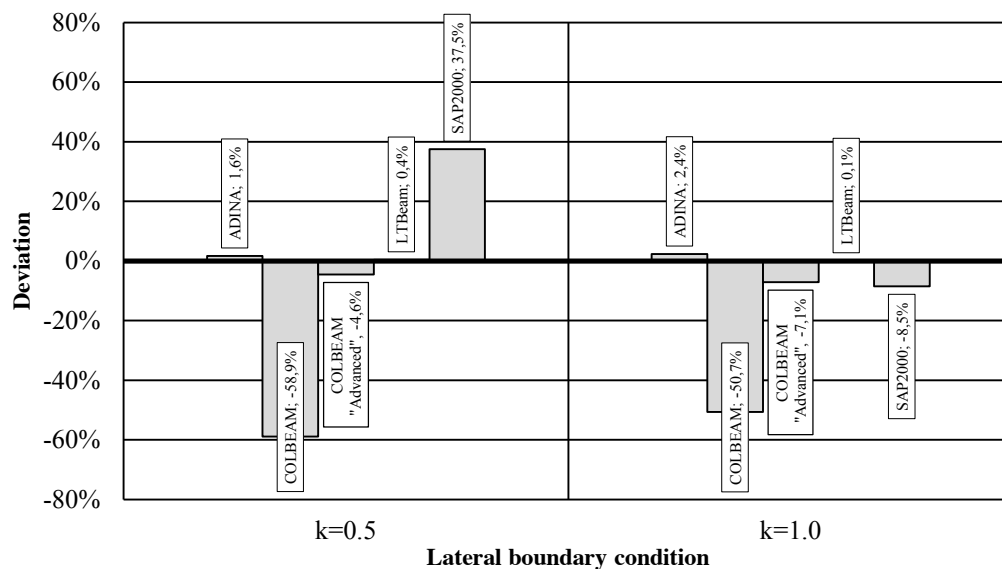 80%
60%
40%
20%
0%
-20%
-40%
-60%
-80%
Deviation
ADINA; 1,6%
COLBEAM; -58,9%
COLBEAM
"Advanced", -4,6%
LTBeam; 0,4%
SAP2000; 37,5%
ADINA; 2,4%
COLBEAM; -50,7%
COLBEAM
"Advanced", -7,1%
LTBeam; 0,1%
SAP2000; -8,5%
k=0.5
k=1.0
Lateral boundary condition